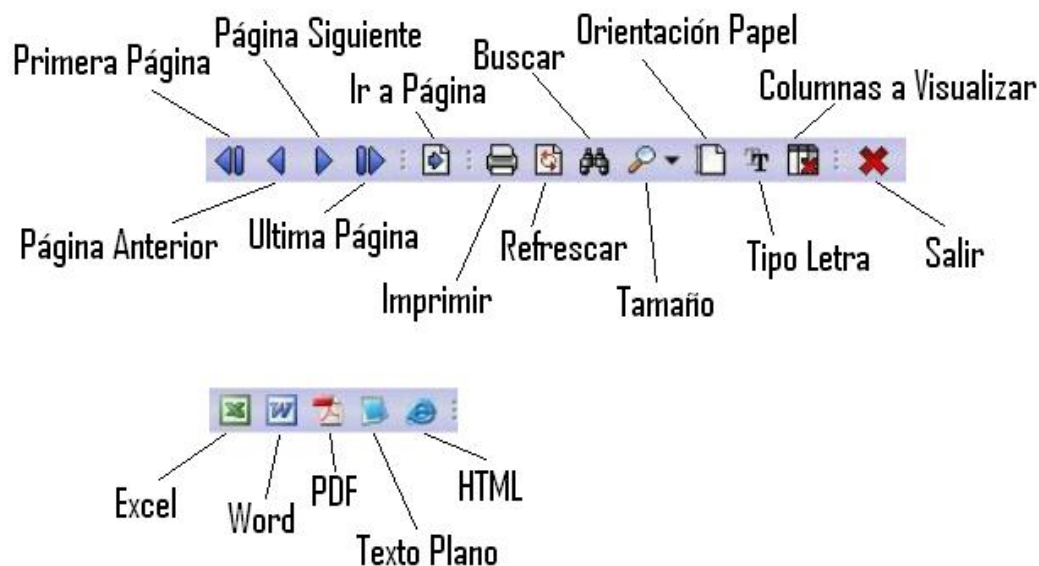 Primera Página
Página Siguiente
Ir a Página
Buscar
Orientación Papel
Columnas a Visualizar
Página Anterior
Ultima Página
Imprimir
Refrescar
Tamaño
Tipo Letra
Salir
Excel
Word
PDF
Texto Plano
HTML